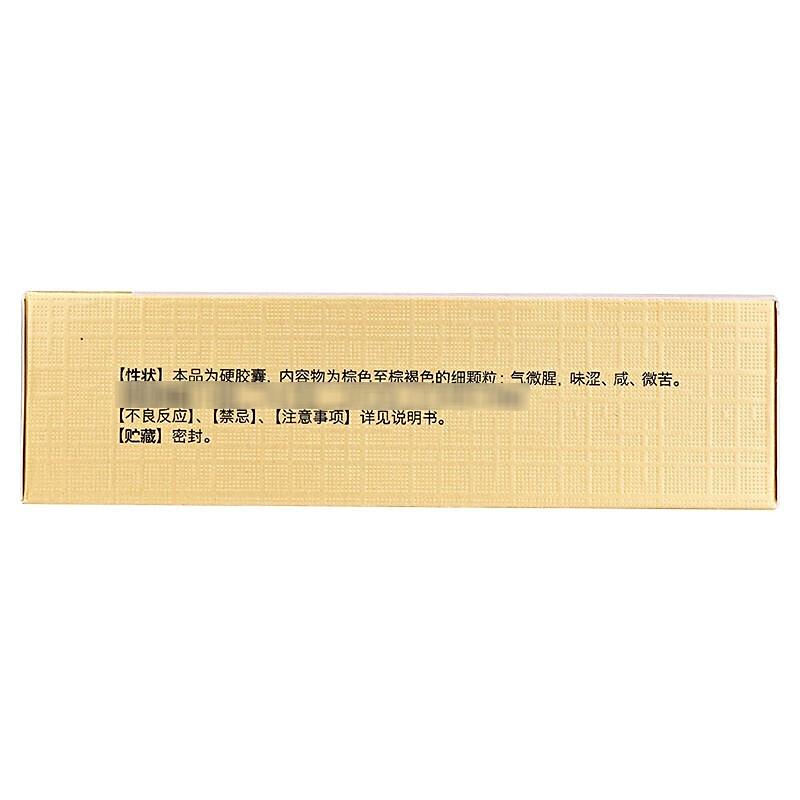 【性状】本品为硬胶囊，内容物为棕色至棕褐色的细颗粒；气微腥，味涩、咸、微苦。
【不良反应】、【禁忌】、【注意事项】详见说明书。
【贮藏】密封。